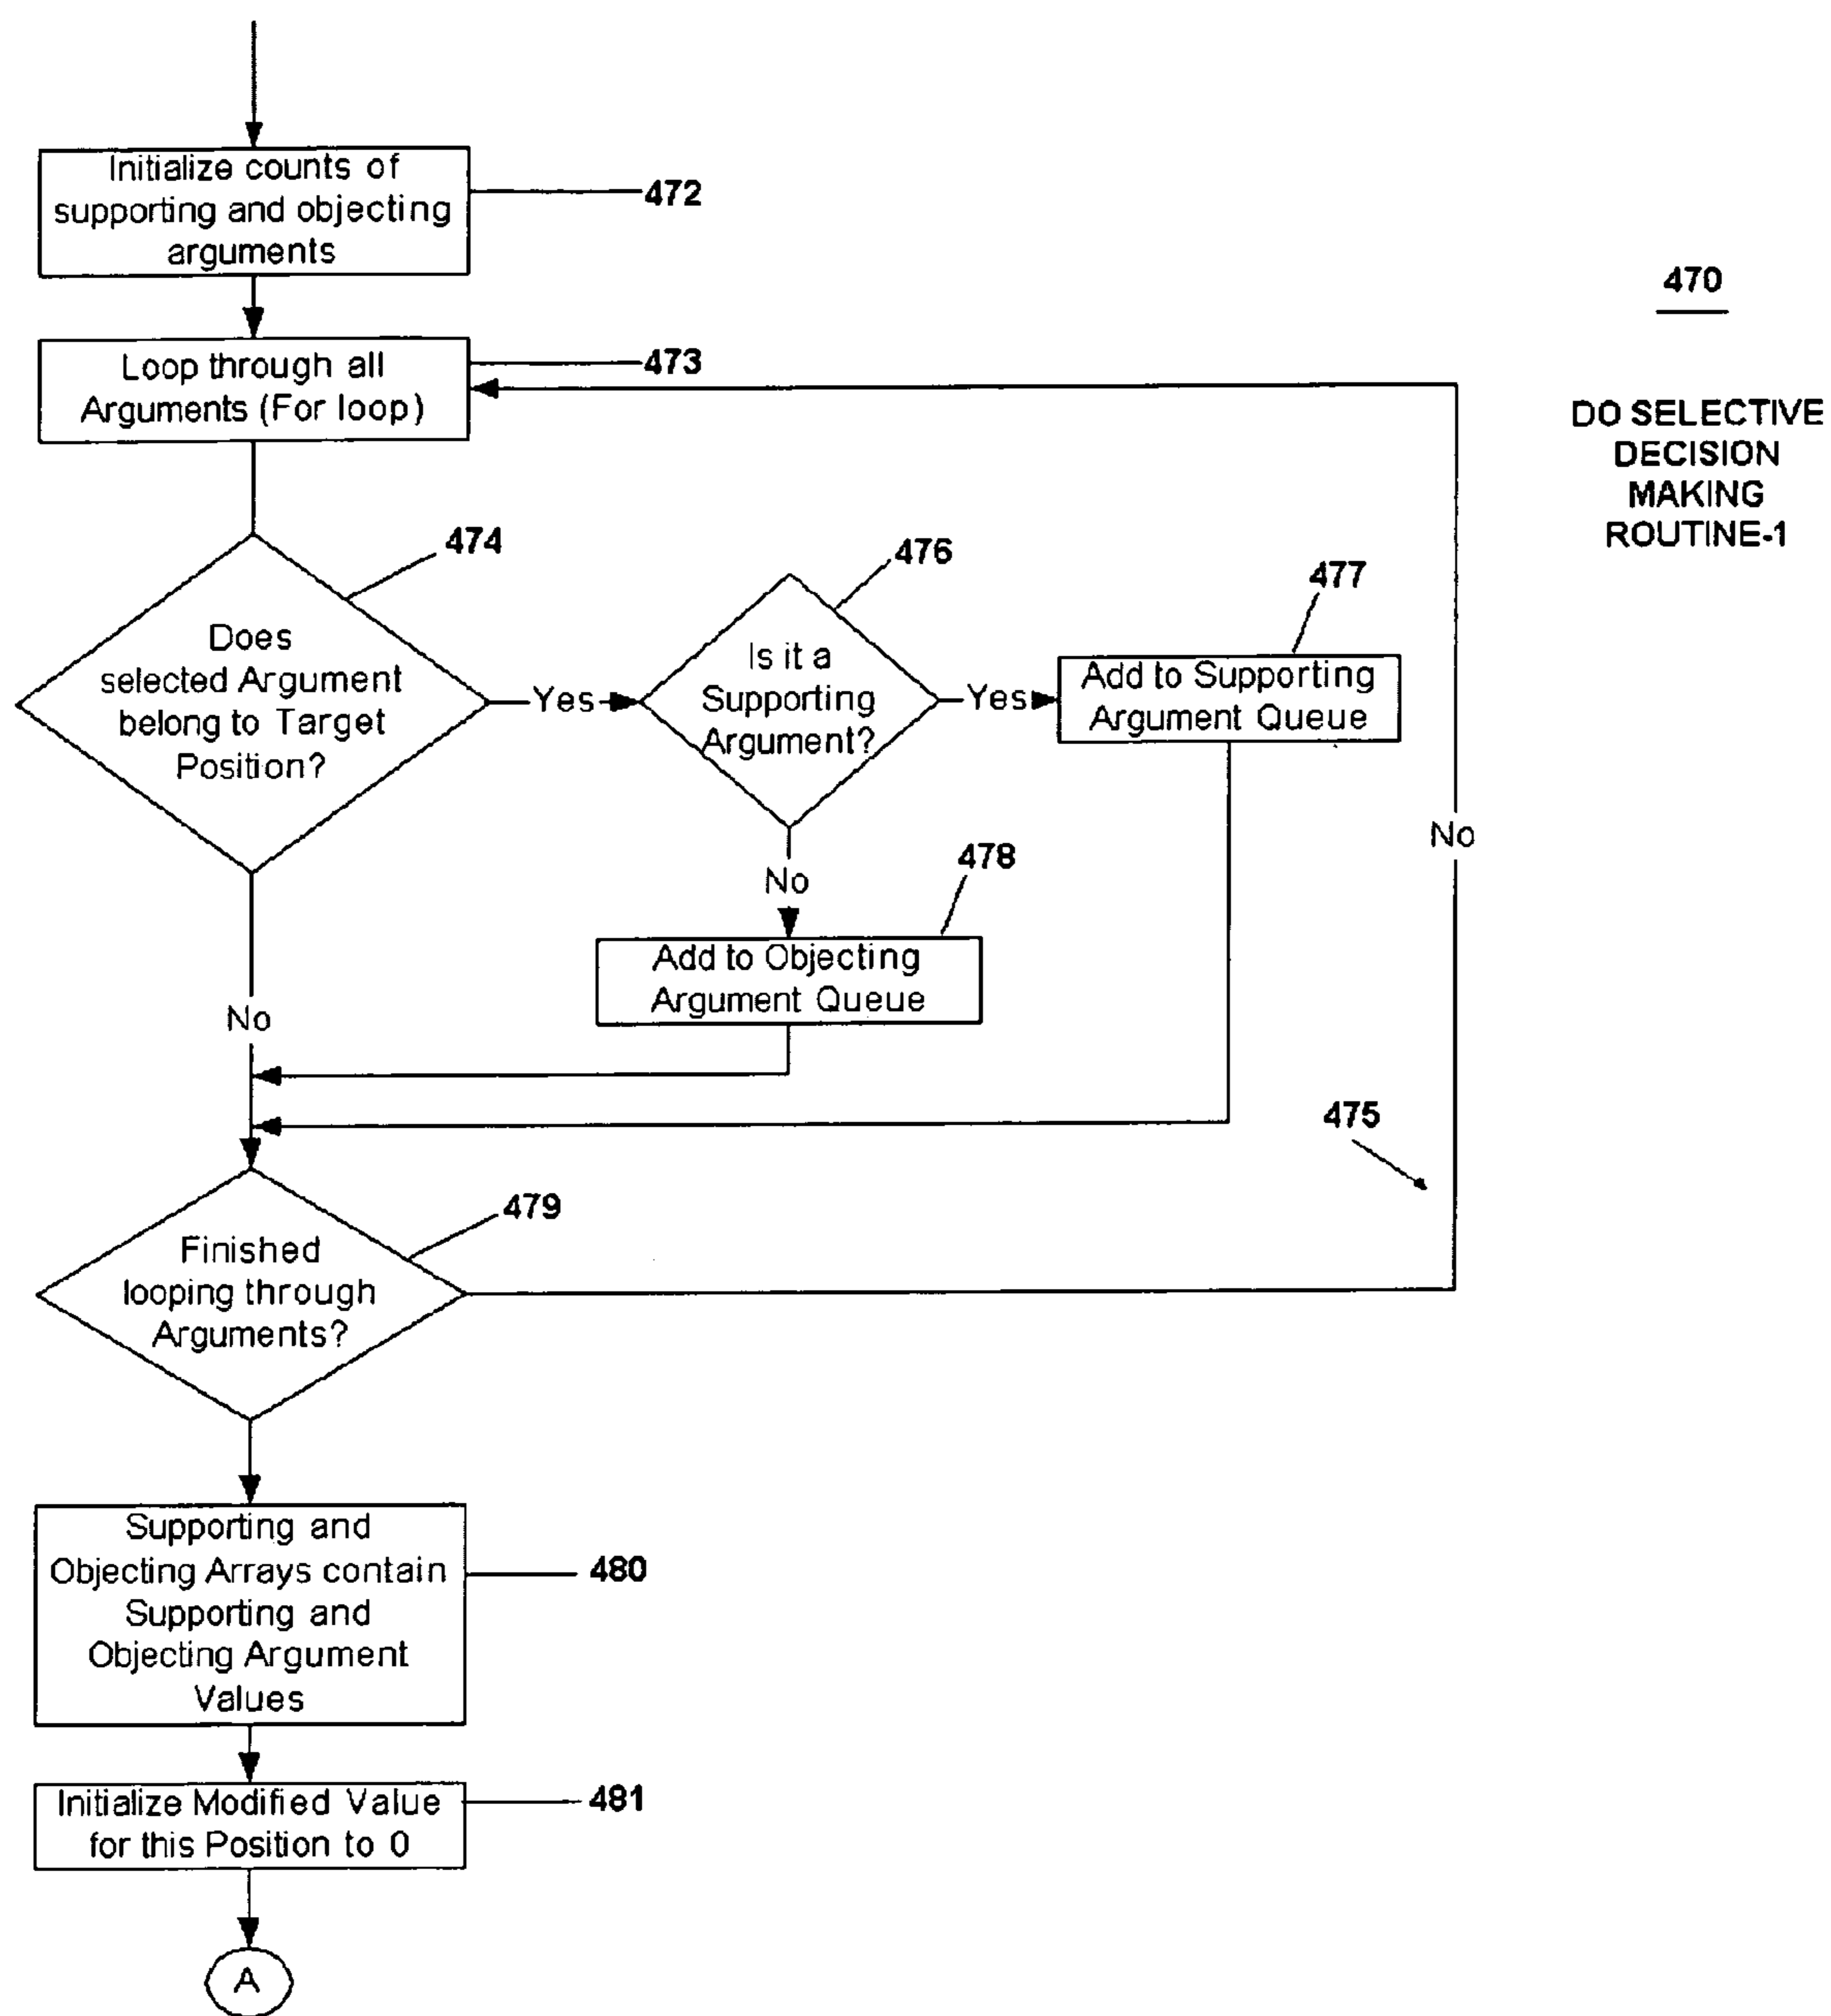 Initialize counts of
supporting and objecting
arguments
472
470
Loop through all
Arguments (For loop)
473
DO SELECTIVE
DECISION
MAKING
ROUTINE-1
474
476
477
Does
selected Argument
belong to Target
Position?
Yes
Is it a
Supporting
Argument?
Yes
Add to Supporting
Argument Queue
No
No
478
Add to Objecting
Argument Queue
No
475
479
Finished
looping through
Arguments?
Supporting and
Objecting Arrays contain
Supporting and
Objecting Argument
Values
480
Initialize Modified Value
for this Position to 0
481
A